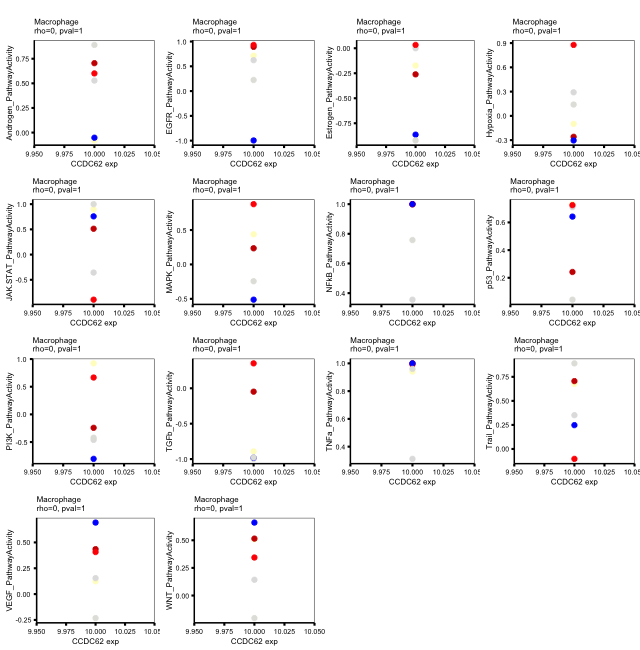 Macrophage
rho=0, pval=1
Androgen_PathwayActivity
0.75
0.50
0.25
0.00
9.950 9.975 10.000 10.025 10.05
CCDC62 exp
Macrophage
rho=0, pval=1
EGFR_PathwayActivity
1.0
0.5
0.0
-0.5
-1.0
9.950 9.975 10.000 10.025 10.05
CCDC62 exp
Macrophage
rho=0, pval=1
Estrogen_PathwayActivity
0.00
-0.25
-0.50
-0.75
9.950 9.975 10.000 10.025 10.05
CCDC62 exp
Macrophage
rho=0, pval=1
Hypoxia_PathwayActivity
0.9
0.6
0.3
0.0
-0.3
9.950 9.975 10.000 10.025 10.05
CCDC62 exp
Macrophage
rho=0, pval=1
JAK.STAT_PathwayActivity
1.0
0.5
0.0
-0.5
9.950 9.975 10.000 10.025 10.05
CCDC62 exp
Macrophage
rho=0, pval=1
MAPK_PathwayActivity
0.5
0.0
-0.5
9.950 9.975 10.000 10.025 10.05
CCDC62 exp
Macrophage
rho=0, pval=1
NFkB_PathwayActivity
1.0
0.8
0.6
0.4
9.950 9.975 10.000 10.025 10.05
CCDC62 exp
Macrophage
rho=0, pval=1
p53_PathwayActivity
0.6
0.4
0.2
9.950 9.975 10.000 10.025 10.05
CCDC62 exp
Macrophage
rho=0, pval=1
PI3K_PathwayActivity
1.0
0.5
0.0
-0.5
9.950 9.975 10.000 10.025 10.05
CCDC62 exp
Macrophage
rho=0, pval=1
TGFb_PathwayActivity
0.0
-0.5
-1.0
9.950 9.975 10.000 10.025 10.05
CCDC62 exp
Macrophage
rho=0, pval=1
TNFa_PathwayActivity
1.0
0.8
0.6
0.4
9.950 9.975 10.000 10.025 10.05
CCDC62 exp
Macrophage
rho=0, pval=1
Trail_PathwayActivity
0.75
0.50
0.25
0.00
9.950 9.975 10.000 10.025 10.05
CCDC62 exp
Macrophage
rho=0, pval=1
VEGF_PathwayActivity
0.50
0.25
0.00
-0.25
9.950 9.975 10.000 10.025 10.05
CCDC62 exp
Macrophage
rho=0, pval=1
WNT_PathwayActivity
0.50
0.25
0.00
9.950 9.975 10.000 10.025 10.050
CCDC62 exp